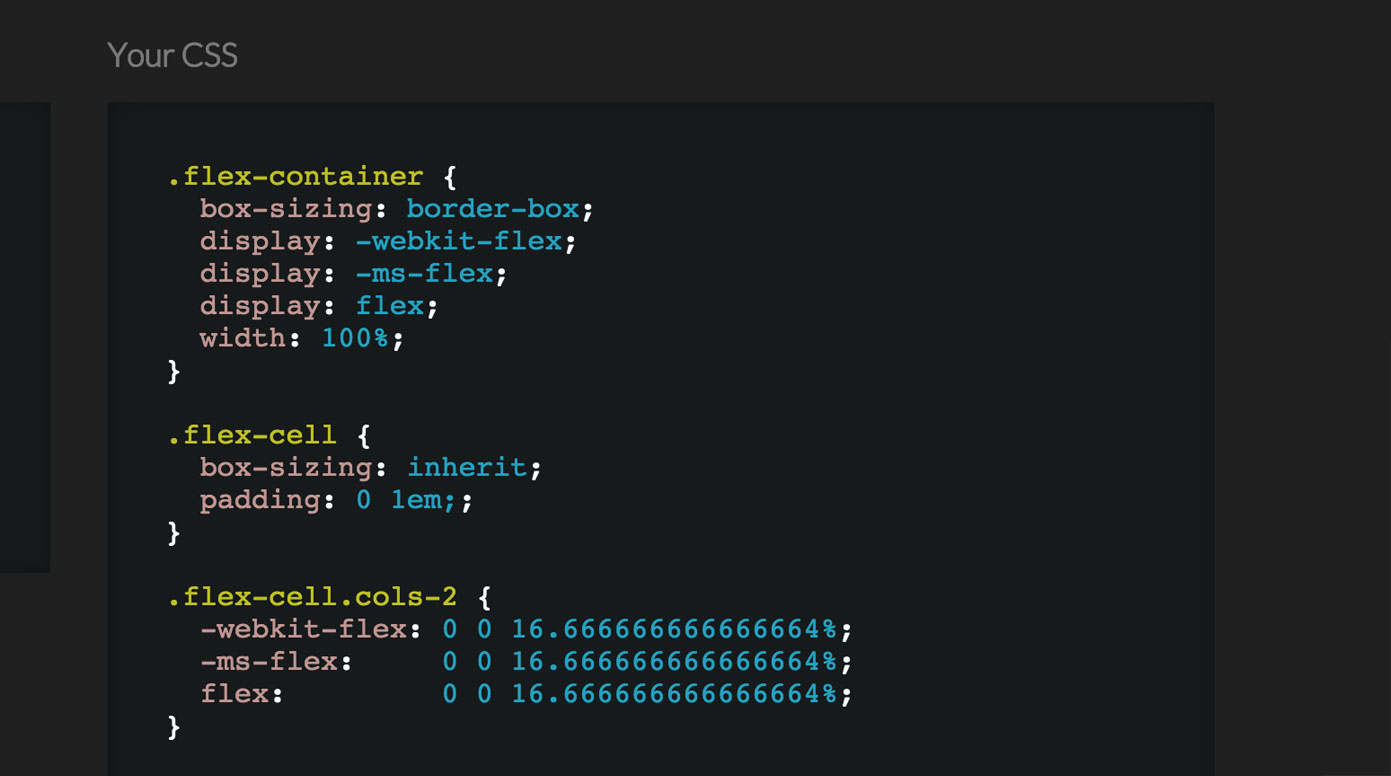 Your CSS
.flex-container {
box-sizing: border-box;
display: -webkit-flex;
display: -ms-flex;
display: flex;
width: 100%;
}
.flex-cell {
box-sizing: inherit;
padding: 0 1em;;
}
.flex-cell.cols-2 {
-webkit-flex: 0 0 16.666666666666664%;
-ms-flex: 0 0 16.666666666666664%;
flex: 0 0 16.666666666666664%;
}